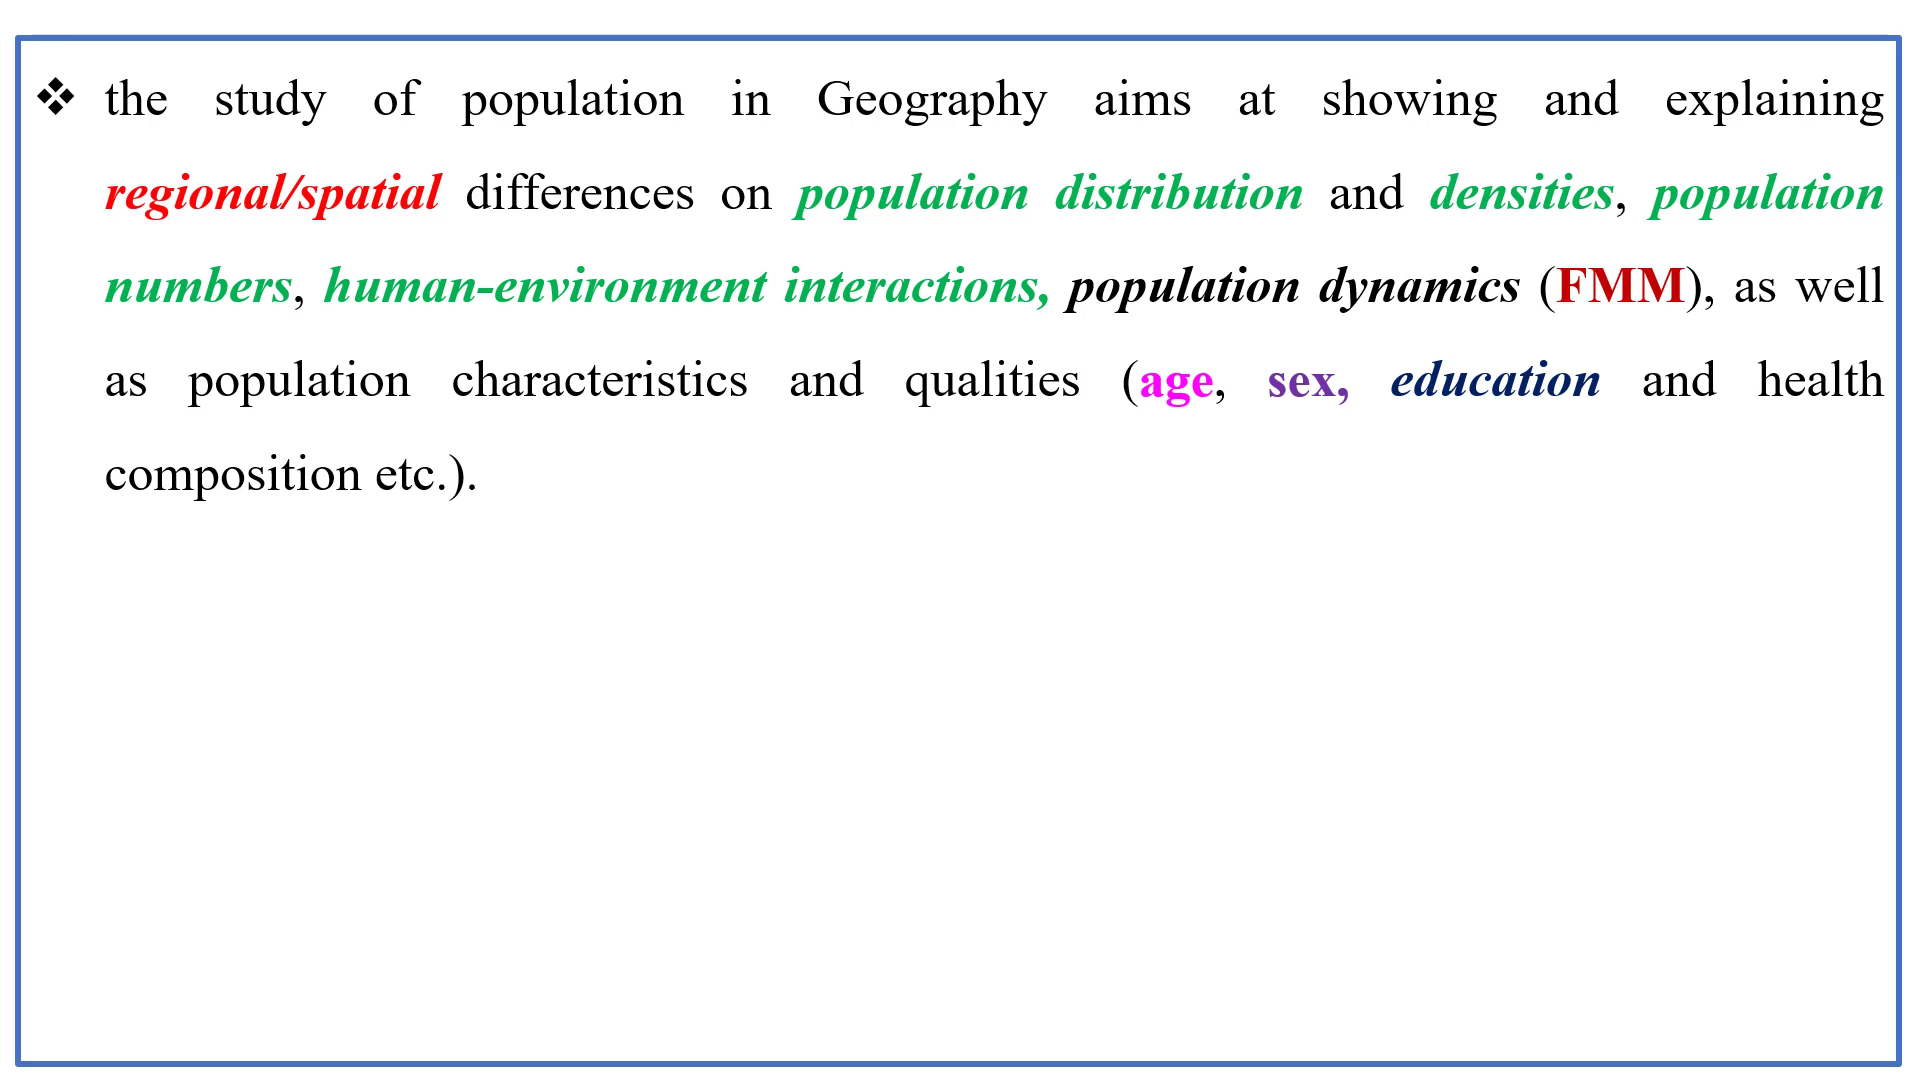 ❖ the study of population in Geography aims at showing and explaining
regional/spatial differences on population distribution and densities, population
numbers, human-environment interactions, population dynamics (FMM), as well
as population characteristics and qualities (age, sex, education and health
composition etc.).